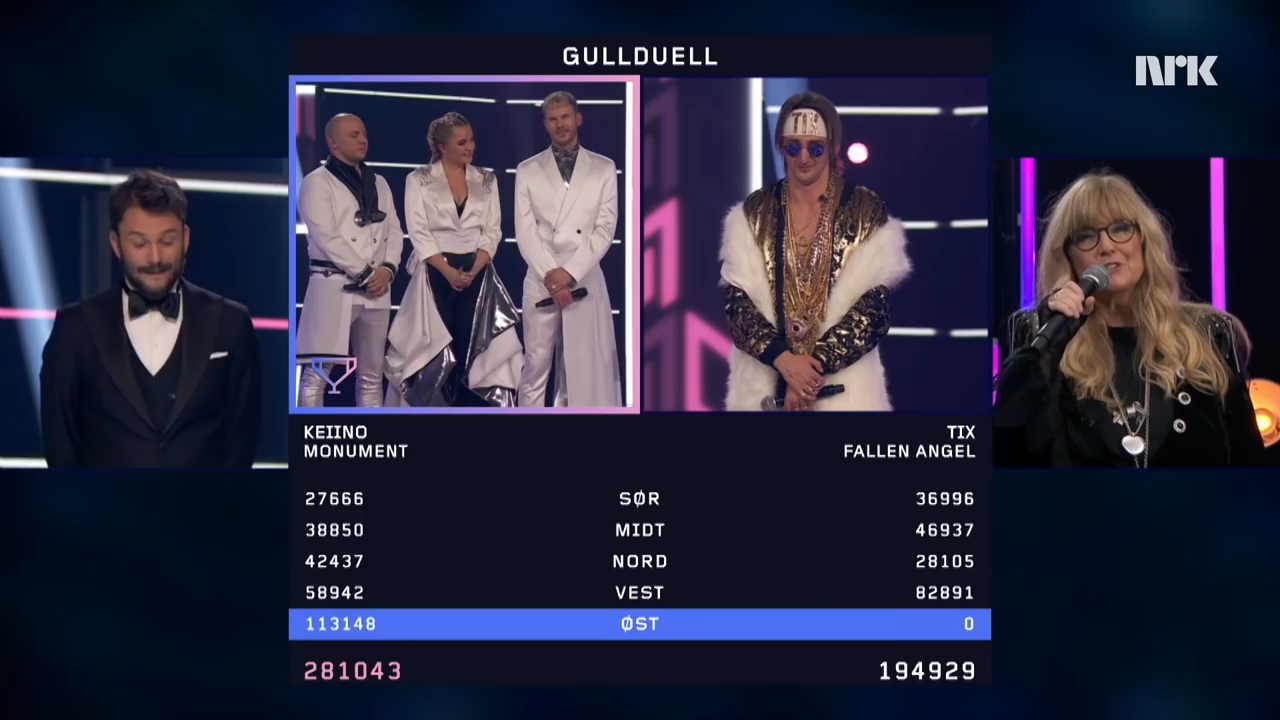 GULLDUELL
nrk
TIX
KEIINO
MONUMENT
TIX
FALLEN ANGEL
27666 SØR 36996
38850 MIDT 46937
42437 NORD 28105
58942 VEST 82891
113148 ØST 0
281043 194929